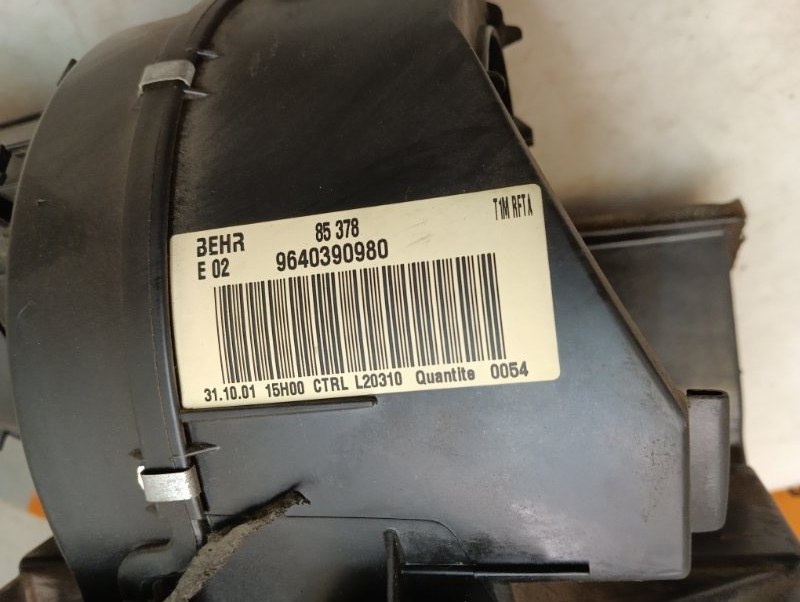 BEHR 85 378 T1M RFTA
E 02 9640390980
31.10.01 15H00 CTRL L20310 Quantite 0054